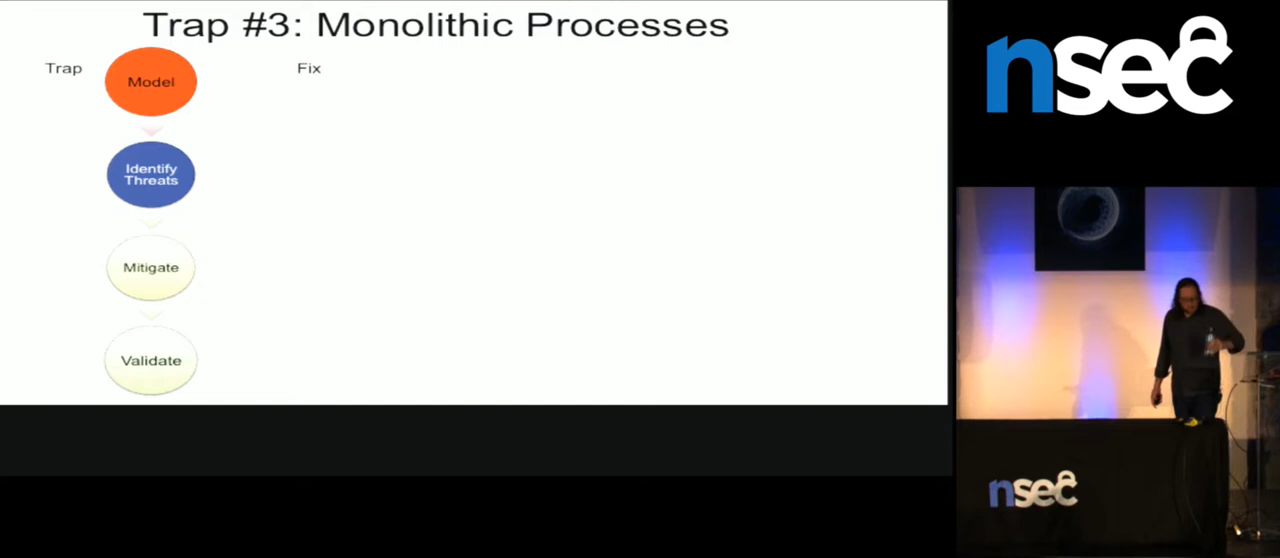 Trap #3: Monolithic Processes
Trap
Fix
Model
Identify
Threats
Mitigate
Validate
nsec
nsec